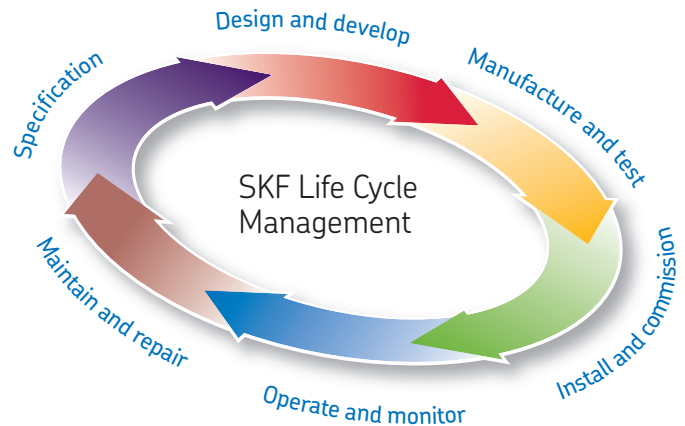 Design and develop
Manufacture and test
Specification
SKF Life Cycle
Management
Install and commission
Maintain and repair
Operate and monitor